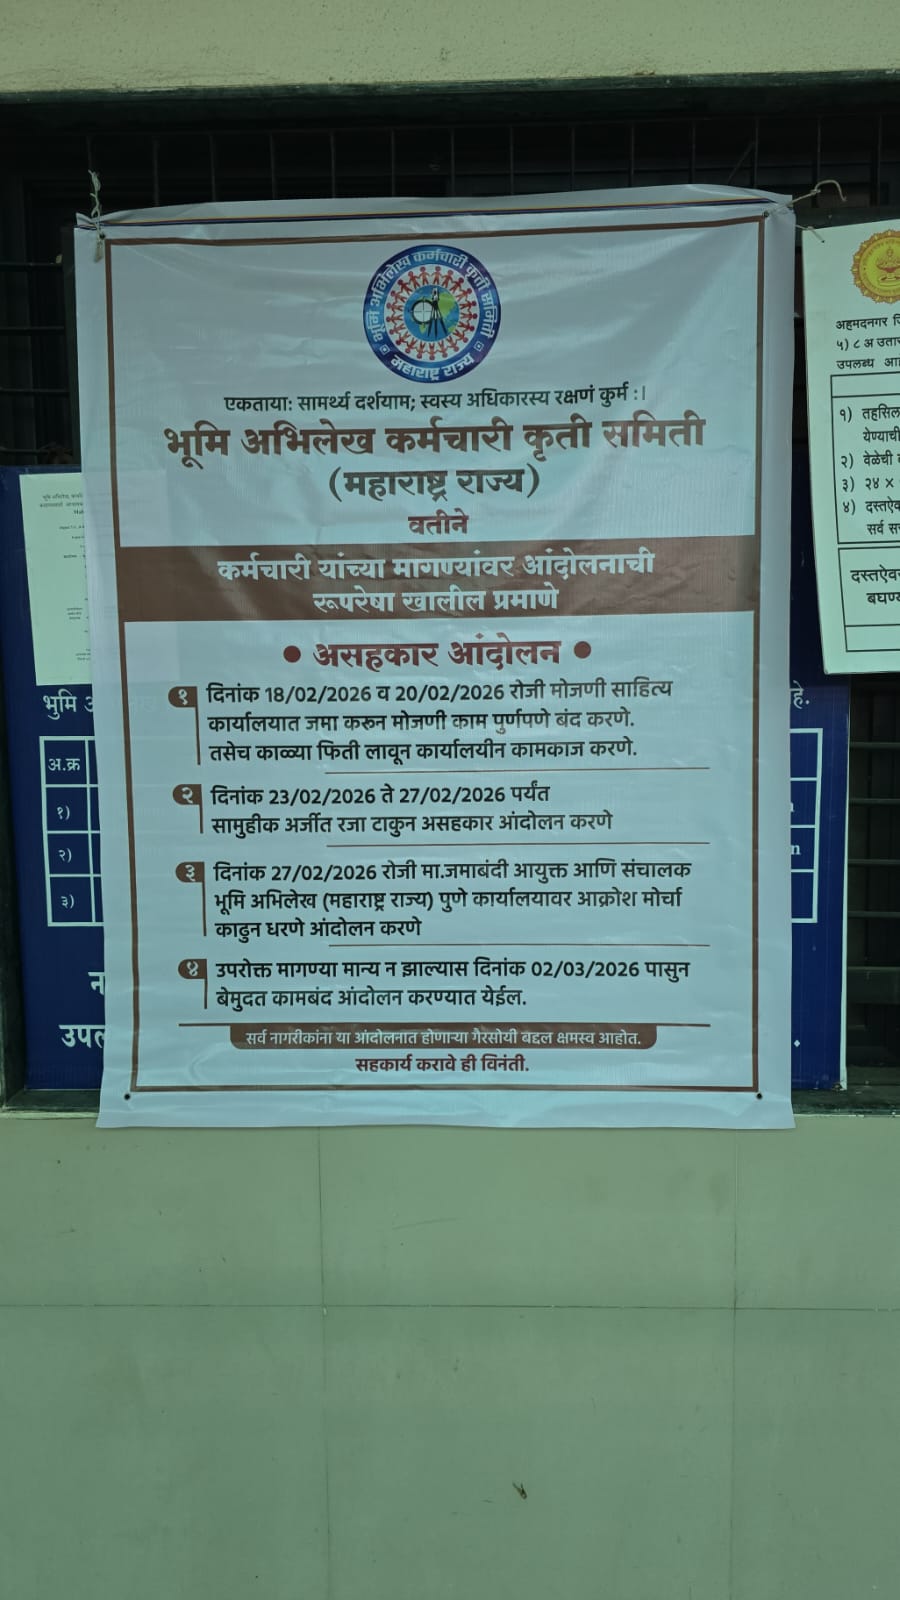 भूमि अभिलेख कर्मचारी कृती समिती
महाराष्ट्र राज्य
एकतायाः सामर्थ्य दर्शयाम; स्वस्य अधिकारस्य रक्षणं कुर्म :।
भूमि अभिलेख कर्मचारी कृती समिती
(महाराष्ट्र राज्य)
वतीने
कर्मचारी यांच्या मागण्यांवर आंदोलनाची
रूपरेषा खालील प्रमाणे
• असहकार आंदोलन •
१ दिनांक 18/02/2026 व 20/02/2026 रोजी मोजणी साहित्य
कार्यालयात जमा करून मोजणी काम पुर्णपणे बंद करणे.
तसेच काळ्या फिती लावून कार्यालयीन कामकाज करणे.
२ दिनांक 23/02/2026 ते 27/02/2026 पर्यंत
सामुहीक अर्जीत रजा टाकुन असहकार आंदोलन करणे
३ दिनांक 27/02/2026 रोजी मा.जमाबंदी आयुक्त आणि संचालक
भूमि अभिलेख (महाराष्ट्र राज्य) पुणे कार्यालयावर आक्रोश मोर्चा
काढुन धरणे आंदोलन करणे
४ उपरोक्त मागण्या मान्य न झाल्यास दिनांक 02/03/2026 पासुन
बेमुदत कामबंद आंदोलन करण्यात येईल.
सर्व नागरीकांना या आंदोलनात होणाऱ्या गैरसोयी बद्दल क्षमस्व आहोत.
सहकार्य करावे ही विनंती.
भुमि
हे.
अ.क्र
१)
२)
३)
अहमदनगर
५) ८ अ
उपलब्ध
१)
येण्याची
२) वेळेची
३) २४ ×
४)
सर्व
बघण्